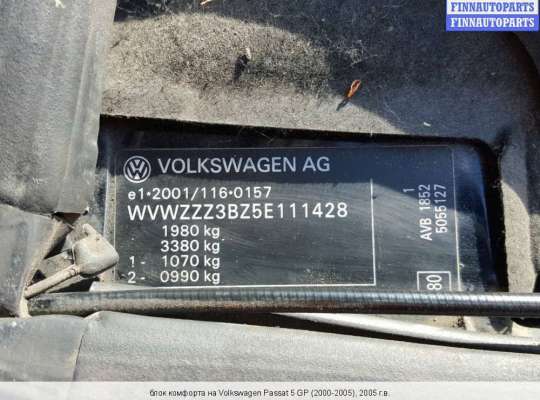 FINNAUTOPARTS
FINNAUTOPARTS
VOLKSWAGEN AG
e1*2001/116*0157
WVWZZZ3BZ5E111428
1980 kg
3380 kg
1- 1070 kg
2- 0990 kg
1
AVB 1852
5055127
80
блок комфорта на Volkswagen Passat 5 GP (2000-2005), 2005 г.в.